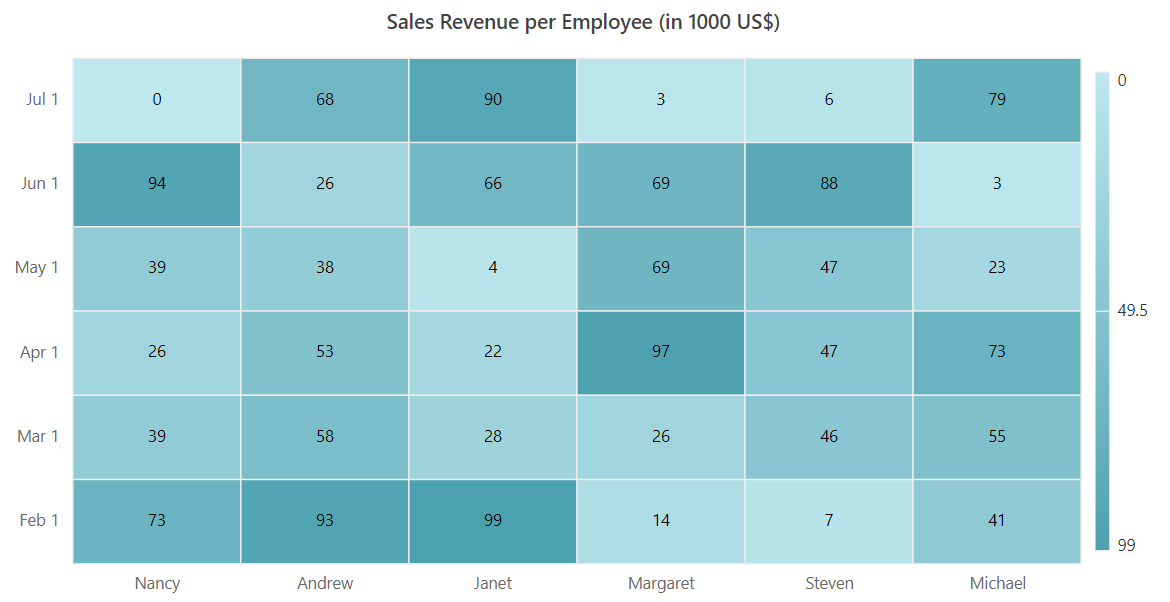 Sales Revenue per Employee (in 1000 US$)
Jul 1 0 68 90 3 6 79 0
Jun 1 94 26 66 69 88 3
May 1 39 38 4 69 47 23
49.5
Apr 1 26 53 22 97 47 73
Mar 1 39 58 28 26 46 55
Feb 1 73 93 99 14 7 41
99
Nancy Andrew Janet Margaret Steven Michael